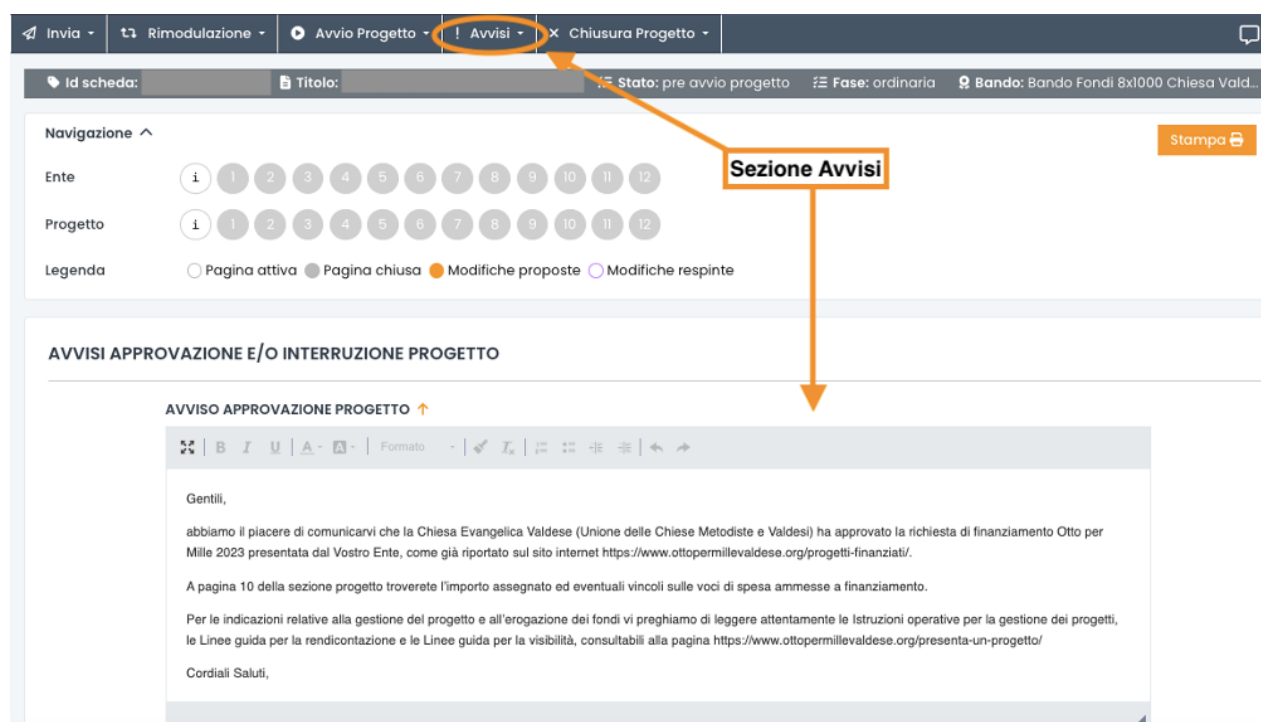 Invia Rimodulazione Avvio Progetto ! Avvisi × Chiusura Progetto
Id scheda: Titolo: Stato: pre avvio progetto Fase: ordinaria Bando: Bando Fondi 8x1000 Chiesa Vald...
Navigazione
Stampa
Sezione Avvisi
Ente i 1 2 3 4 5 6 7 8 9 10 11 12
Progetto i 1 2 3 4 5 6 7 8 9 10 11 12
Legenda Pagina attiva Pagina chiusa Modifiche proposte Modifiche respinte
AVVISI APPROVAZIONE E/O INTERRUZIONE PROGETTO
AVVISO APPROVAZIONE PROGETTO ↑
B I U A A Formato Tx
Gentili,
abbiamo il piacere di comunicarvi che la Chiesa Evangelica Valdese (Unione delle Chiese Metodiste e Valdesi) ha approvato la richiesta di finanziamento Otto per
Mille 2023 presentata dal Vostro Ente, come già riportato sul sito internet https://www.ottopermillevaldese.org/progetti-finanziati/.
A pagina 10 della sezione progetto troverete l'importo assegnato ed eventuali vincoli sulle voci di spesa ammesse a finanziamento.
Per le indicazioni relative alla gestione del progetto e all'erogazione dei fondi vi preghiamo di leggere attentamente le Istruzioni operative per la gestione dei progetti,
le Linee guida per la rendicontazione e le Linee guida per la visibilità, consultabili alla pagina https://www.ottopermillevaldese.org/presenta-un-progetto/
Cordiali Saluti,